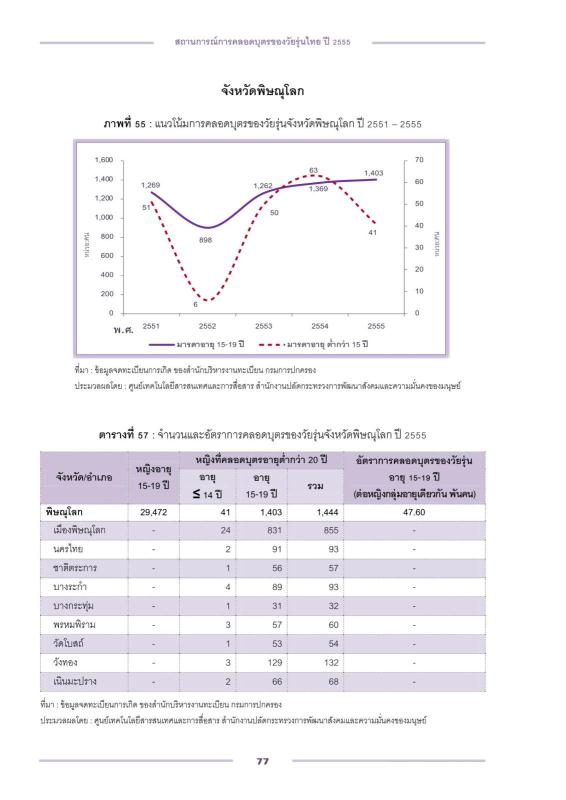 สถานการณ์การคลอดบุตรของวัยรุ่นไทย ปี 2555
จังหวัดพิษณุโลก
ภาพที่ 55 : แนวโน้มการคลอดบุตรของวัยรุ่นจังหวัดพิษณุโลก ปี 2551 – 2555
1,600 70
1,400 1,269 1,262 63 1,403 60
1,200 51 1,369 50
1,000 50 40
800 898 41 30
600 20
400 10
200 6 0
0
หน่วย:คน หน่วย:คน
พ.ศ. 2551 2552 2553 2554 2555
มารดาอายุ 15-19 ปี มารดาอายุ ต่ำกว่า 15 ปี
ที่มา : ข้อมูลจดทะเบียนการเกิด ของสำนักบริหารงานทะเบียน กรมการปกครอง
ประมวลผลโดย : ศูนย์เทคโนโลยีสารสนเทศและการสื่อสาร สำนักงานปลัดกระทรวงการพัฒนาสังคมและความมั่นคงของมนุษย์
ตารางที่ 57 : จำนวนและอัตราการคลอดบุตรของวัยรุ่นจังหวัดพิษณุโลก ปี 2555
จังหวัด/อำเภอ หญิงอายุ 15-19 ปี หญิงที่คลอดบุตรอายุต่ำกว่า 20 ปี อัตราการคลอดบุตรของวัยรุ่น
อายุ ≤ 14 ปี อายุ 15-19 ปี รวม อายุ 15-19 ปี
(ต่อหญิงกลุ่มอายุเดียวกัน พันคน)
พิษณุโลก 29,472 41 1,403 1,444 47.60
เมืองพิษณุโลก - 24 831 855 -
นครไทย - 2 91 93 -
ชาติตระการ - 1 56 57 -
บางระกำ - 4 89 93 -
บางกระทุ่ม - 1 31 32 -
พรหมพิราม - 3 57 60 -
วัดโบสถ์ - 1 53 54 -
วังทอง - 3 129 132 -
เนินมะปราง - 2 66 68 -
ที่มา : ข้อมูลจดทะเบียนการเกิด ของสำนักบริหารงานทะเบียน กรมการปกครอง
ประมวลผลโดย : ศูนย์เทคโนโลยีสารสนเทศและการสื่อสาร สำนักงานปลัดกระทรวงการพัฒนาสังคมและความมั่นคงของมนุษย์
77